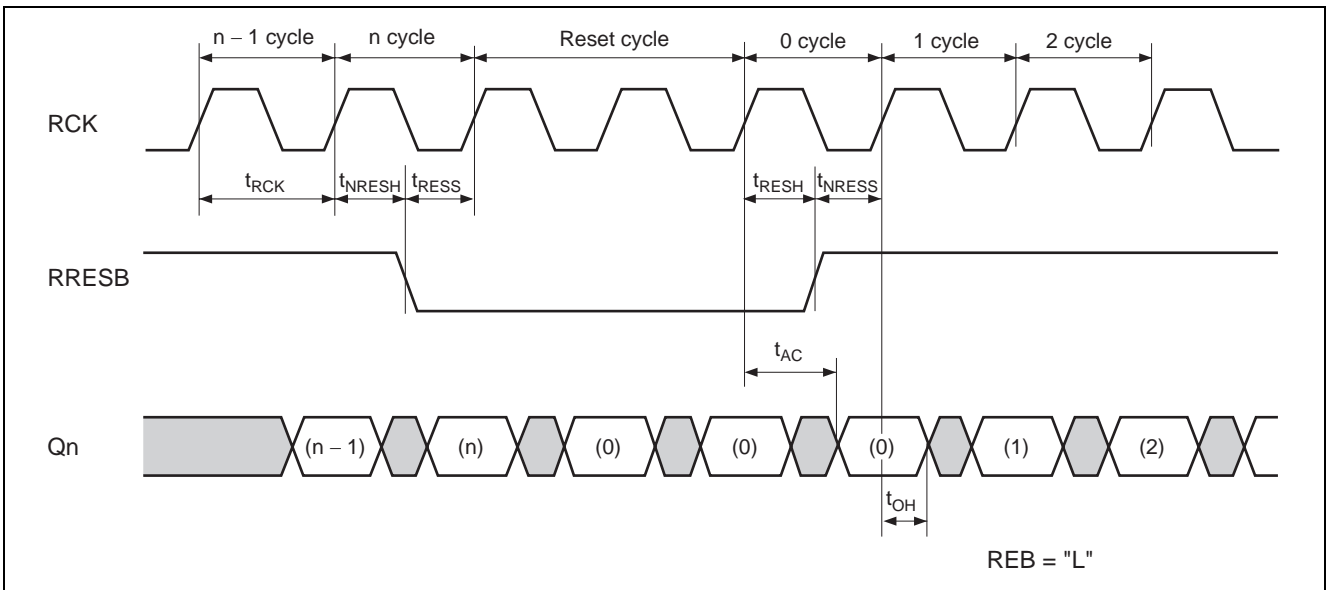 n – 1 cycle n cycle Reset cycle 0 cycle 1 cycle 2 cycle
RCK
tRCK tNRESH tRESS tRESH tNRESS
RRESB
tAC
Qn (n – 1) (n) (0) (0) (0) (1) (2)
tOH
REB = "L"